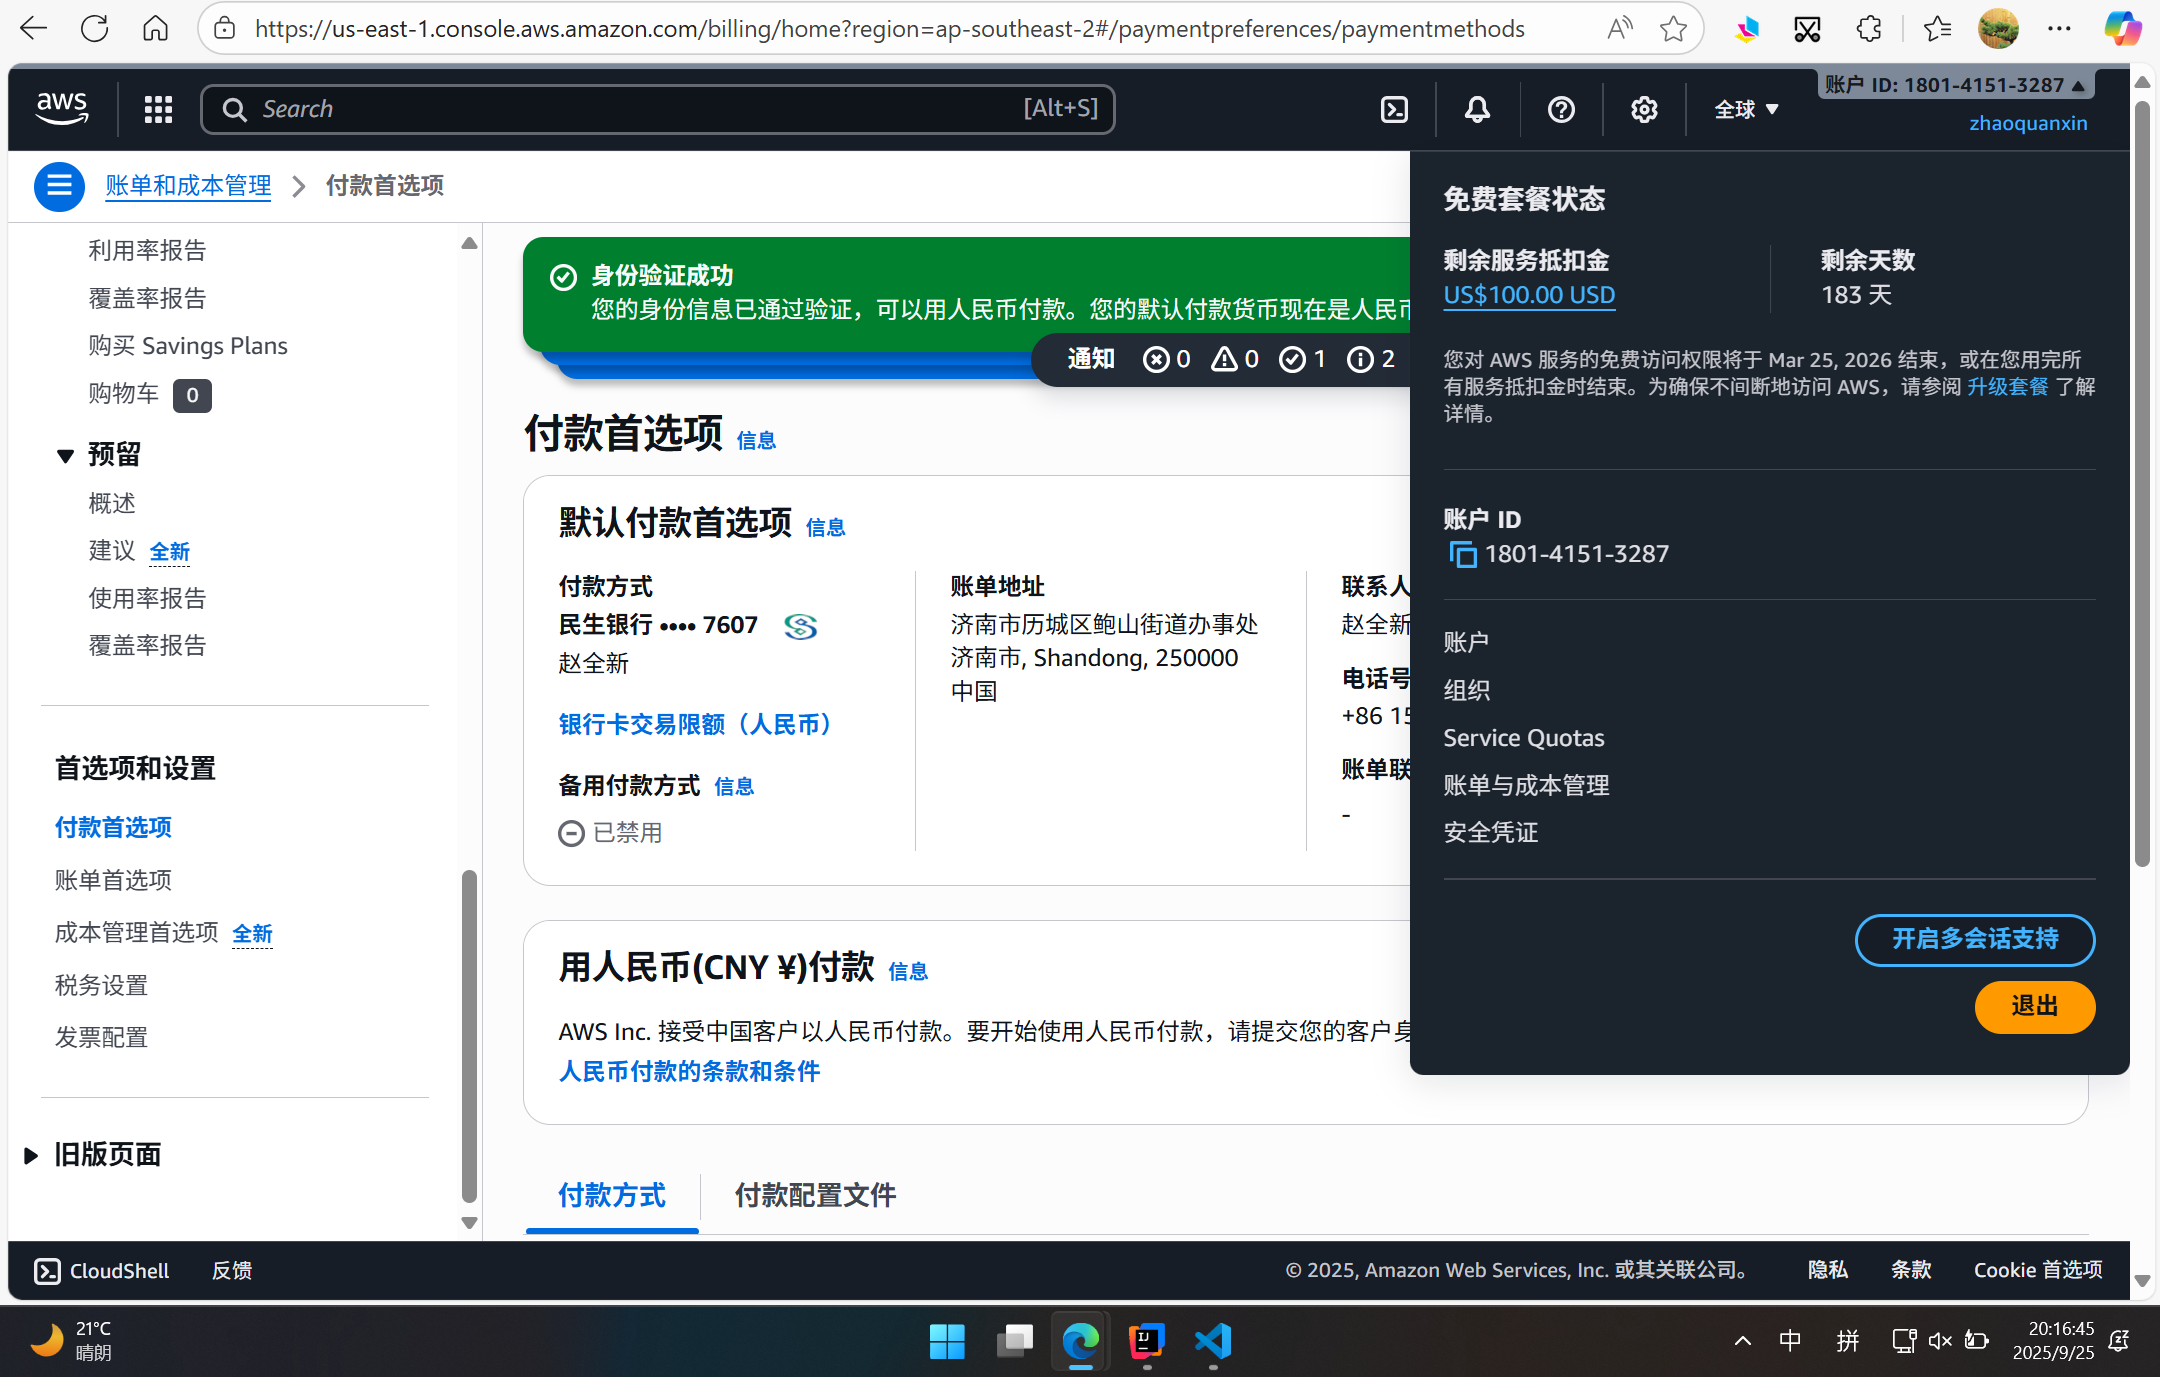 https://us-east-1.console.aws.amazon.com/billing/home?region=ap-southeast-2#/paymentpreferences/paymentmethods
aws
Search
[Alt+S]
全球
账户 ID: 1801-4151-3287
zhaoquanxin
账单和成本管理
付款首选项
利用率报告
覆盖率报告
购买 Savings Plans
购物车 0
预留
概述
建议 全新
使用率报告
覆盖率报告
首选项和设置
付款首选项
账单首选项
成本管理首选项 全新
税务设置
发票配置
旧版页面
身份验证成功
您的身份信息已通过验证，可以用人民币付款。您的默认付款货币现在是人民币
通知 0 0 1 2
付款首选项 信息
默认付款首选项 信息
付款方式
民生银行 •••• 7607
赵全新
银行卡交易限额（人民币）
备用付款方式 信息
已禁用
账单地址
济南市历城区鲍山街道办事处
济南市, Shandong, 250000
中国
联系人
赵全新
电话号
+86 15
账单联
-
用人民币(CNY ¥)付款 信息
AWS Inc. 接受中国客户以人民币付款。要开始使用人民币付款，请提交您的客户身
人民币付款的条款和条件
付款方式
付款配置文件
免费套餐状态
剩余服务抵扣金
US$100.00 USD
剩余天数
183 天
您对 AWS 服务的免费访问权限将于 Mar 25, 2026 结束，或在您用完所
有服务抵扣金时结束。为确保不间断地访问 AWS，请参阅 升级套餐 了解
详情。
账户 ID
1801-4151-3287
账户
组织
Service Quotas
账单与成本管理
安全凭证
开启多会话支持
退出
CloudShell
反馈
© 2025, Amazon Web Services, Inc. 或其关联公司。
隐私
条款
Cookie 首选项
21°C
晴朗
中
拼
20:16:45
2025/9/25